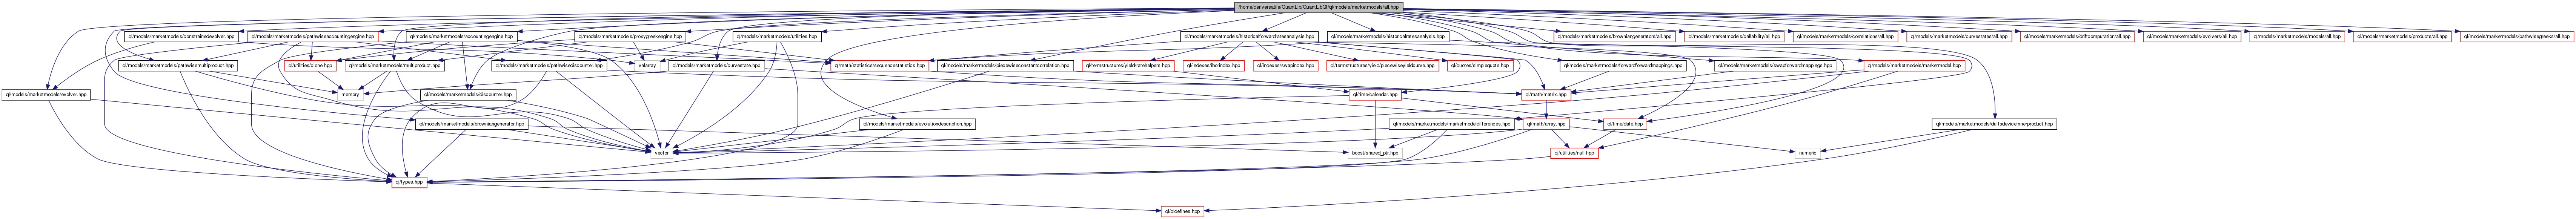 /home/deriversatile/QuantLib/QuantLibQl/ql/models/marketmodels/all.hpp
ql/models/marketmodels/constrainedevolver.hpp
ql/models/marketmodels/pathwiseaccountingengine.hpp
ql/models/marketmodels/accountingengine.hpp
ql/models/marketmodels/proxygreekengine.hpp
ql/models/marketmodels/utilities.hpp
ql/models/marketmodels/historicalforwardratesanalysis.hpp
ql/models/marketmodels/historicalratesanalysis.hpp
ql/models/marketmodels/browniangenerators/all.hpp
ql/models/marketmodels/callability/all.hpp
ql/models/marketmodels/correlations/all.hpp
ql/models/marketmodels/curvestates/all.hpp
ql/models/marketmodels/driftcomputation/all.hpp
ql/models/marketmodels/evolvers/all.hpp
ql/models/marketmodels/models/all.hpp
ql/models/marketmodels/products/all.hpp
ql/models/marketmodels/pathwisegreeks/all.hpp
ql/models/marketmodels/pathwisemultiproduct.hpp
ql/utilities/clone.hpp
ql/models/marketmodels/multiproduct.hpp
ql/models/marketmodels/pathwisediscounter.hpp
valarray
ql/models/marketmodels/curvestate.hpp
ql/math/statistics/sequencestatistics.hpp
ql/models/marketmodels/piecewiseconstantcorrelation.hpp
ql/termstructures/yield/ratehelpers.hpp
ql/indexes/iborindex.hpp
ql/indexes/swapindex.hpp
ql/termstructures/yield/piecewiseyieldcurve.hpp
ql/quotes/simplequote.hpp
ql/models/marketmodels/forwardforwardmappings.hpp
ql/models/marketmodels/swapforwardmappings.hpp
ql/models/marketmodels/marketmodel.hpp
ql/models/marketmodels/evolver.hpp
memory
ql/models/marketmodels/discounter.hpp
ql/time/calendar.hpp
ql/math/matrix.hpp
ql/models/marketmodels/browniangenerator.hpp
ql/models/marketmodels/evolutiondescription.hpp
ql/models/marketmodels/marketmodeldifferences.hpp
ql/math/array.hpp
ql/time/date.hpp
ql/models/marketmodels/duffsdeviceinnerproduct.hpp
vector
boost/shared_ptr.hpp
ql/utilities/null.hpp
numeric
ql/types.hpp
ql/qldefines.hpp